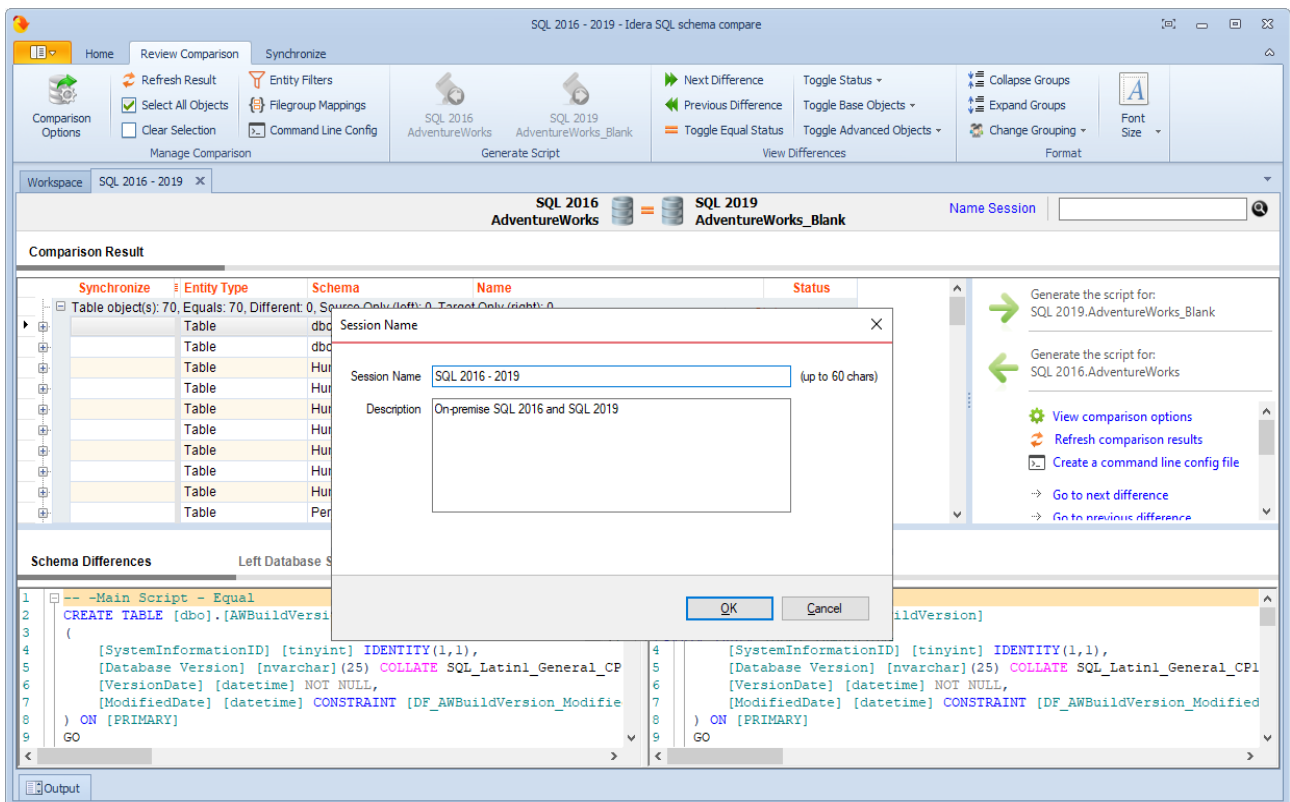 SQL 2016 - 2019 - Idera SQL schema compare
Home Review Comparison Synchronize
Comparison Options
Refresh Result
Select All Objects
Clear Selection
Entity Filters
Filegroup Mappings
Command Line Config
Manage Comparison
SQL 2016 AdventureWorks
SQL 2019 AdventureWorks_Blank
Generate Script
Next Difference
Previous Difference
Toggle Equal Status
Toggle Status
Toggle Base Objects
Toggle Advanced Objects
View Differences
Collapse Groups
Expand Groups
Change Grouping
Format
A
Font Size
Workspace SQL 2016 - 2019
SQL 2016
AdventureWorks
=
SQL 2019
AdventureWorks_Blank
Name Session
Comparison Result
Synchronize Entity Type Schema Name Status
Table object(s): 70, Equals: 70, Different: 0, Source Only (left): 0, Target Only (right): 0
Table dbo
Table dbo
Table Hur
Table Hur
Table Hur
Table Hur
Table Hur
Table Hur
Table Hur
Table Per
Generate the script for:
SQL 2019.AdventureWorks_Blank
Generate the script for:
SQL 2016.AdventureWorks
View comparison options
Refresh comparison results
Create a command line config file
Go to next difference
Go to previous difference
Session Name
Session Name SQL 2016 - 2019 (up to 60 chars)
Description On-premise SQL 2016 and SQL 2019
OK Cancel
Schema Differences Left Database S
1 -- -Main Script - Equal
2 CREATE TABLE [dbo].[AWBuildVersi
3 (
4 [SystemInformationID] [tinyint] IDENTITY(1,1),
5 [Database Version] [nvarchar](25) COLLATE SQL_Latin1_General_CP
6 [VersionDate] [datetime] NOT NULL,
7 [ModifiedDate] [datetime] CONSTRAINT [DF_AWBuildVersion_Modifie
8 ) ON [PRIMARY]
9 GO
ildVersion]
4 [SystemInformationID] [tinyint] IDENTITY(1,1),
5 [Database Version] [nvarchar](25) COLLATE SQL_Latin1_General_CP1
6 [VersionDate] [datetime] NOT NULL,
7 [ModifiedDate] [datetime] CONSTRAINT [DF_AWBuildVersion_Modified
8 ) ON [PRIMARY]
9 GO
Output